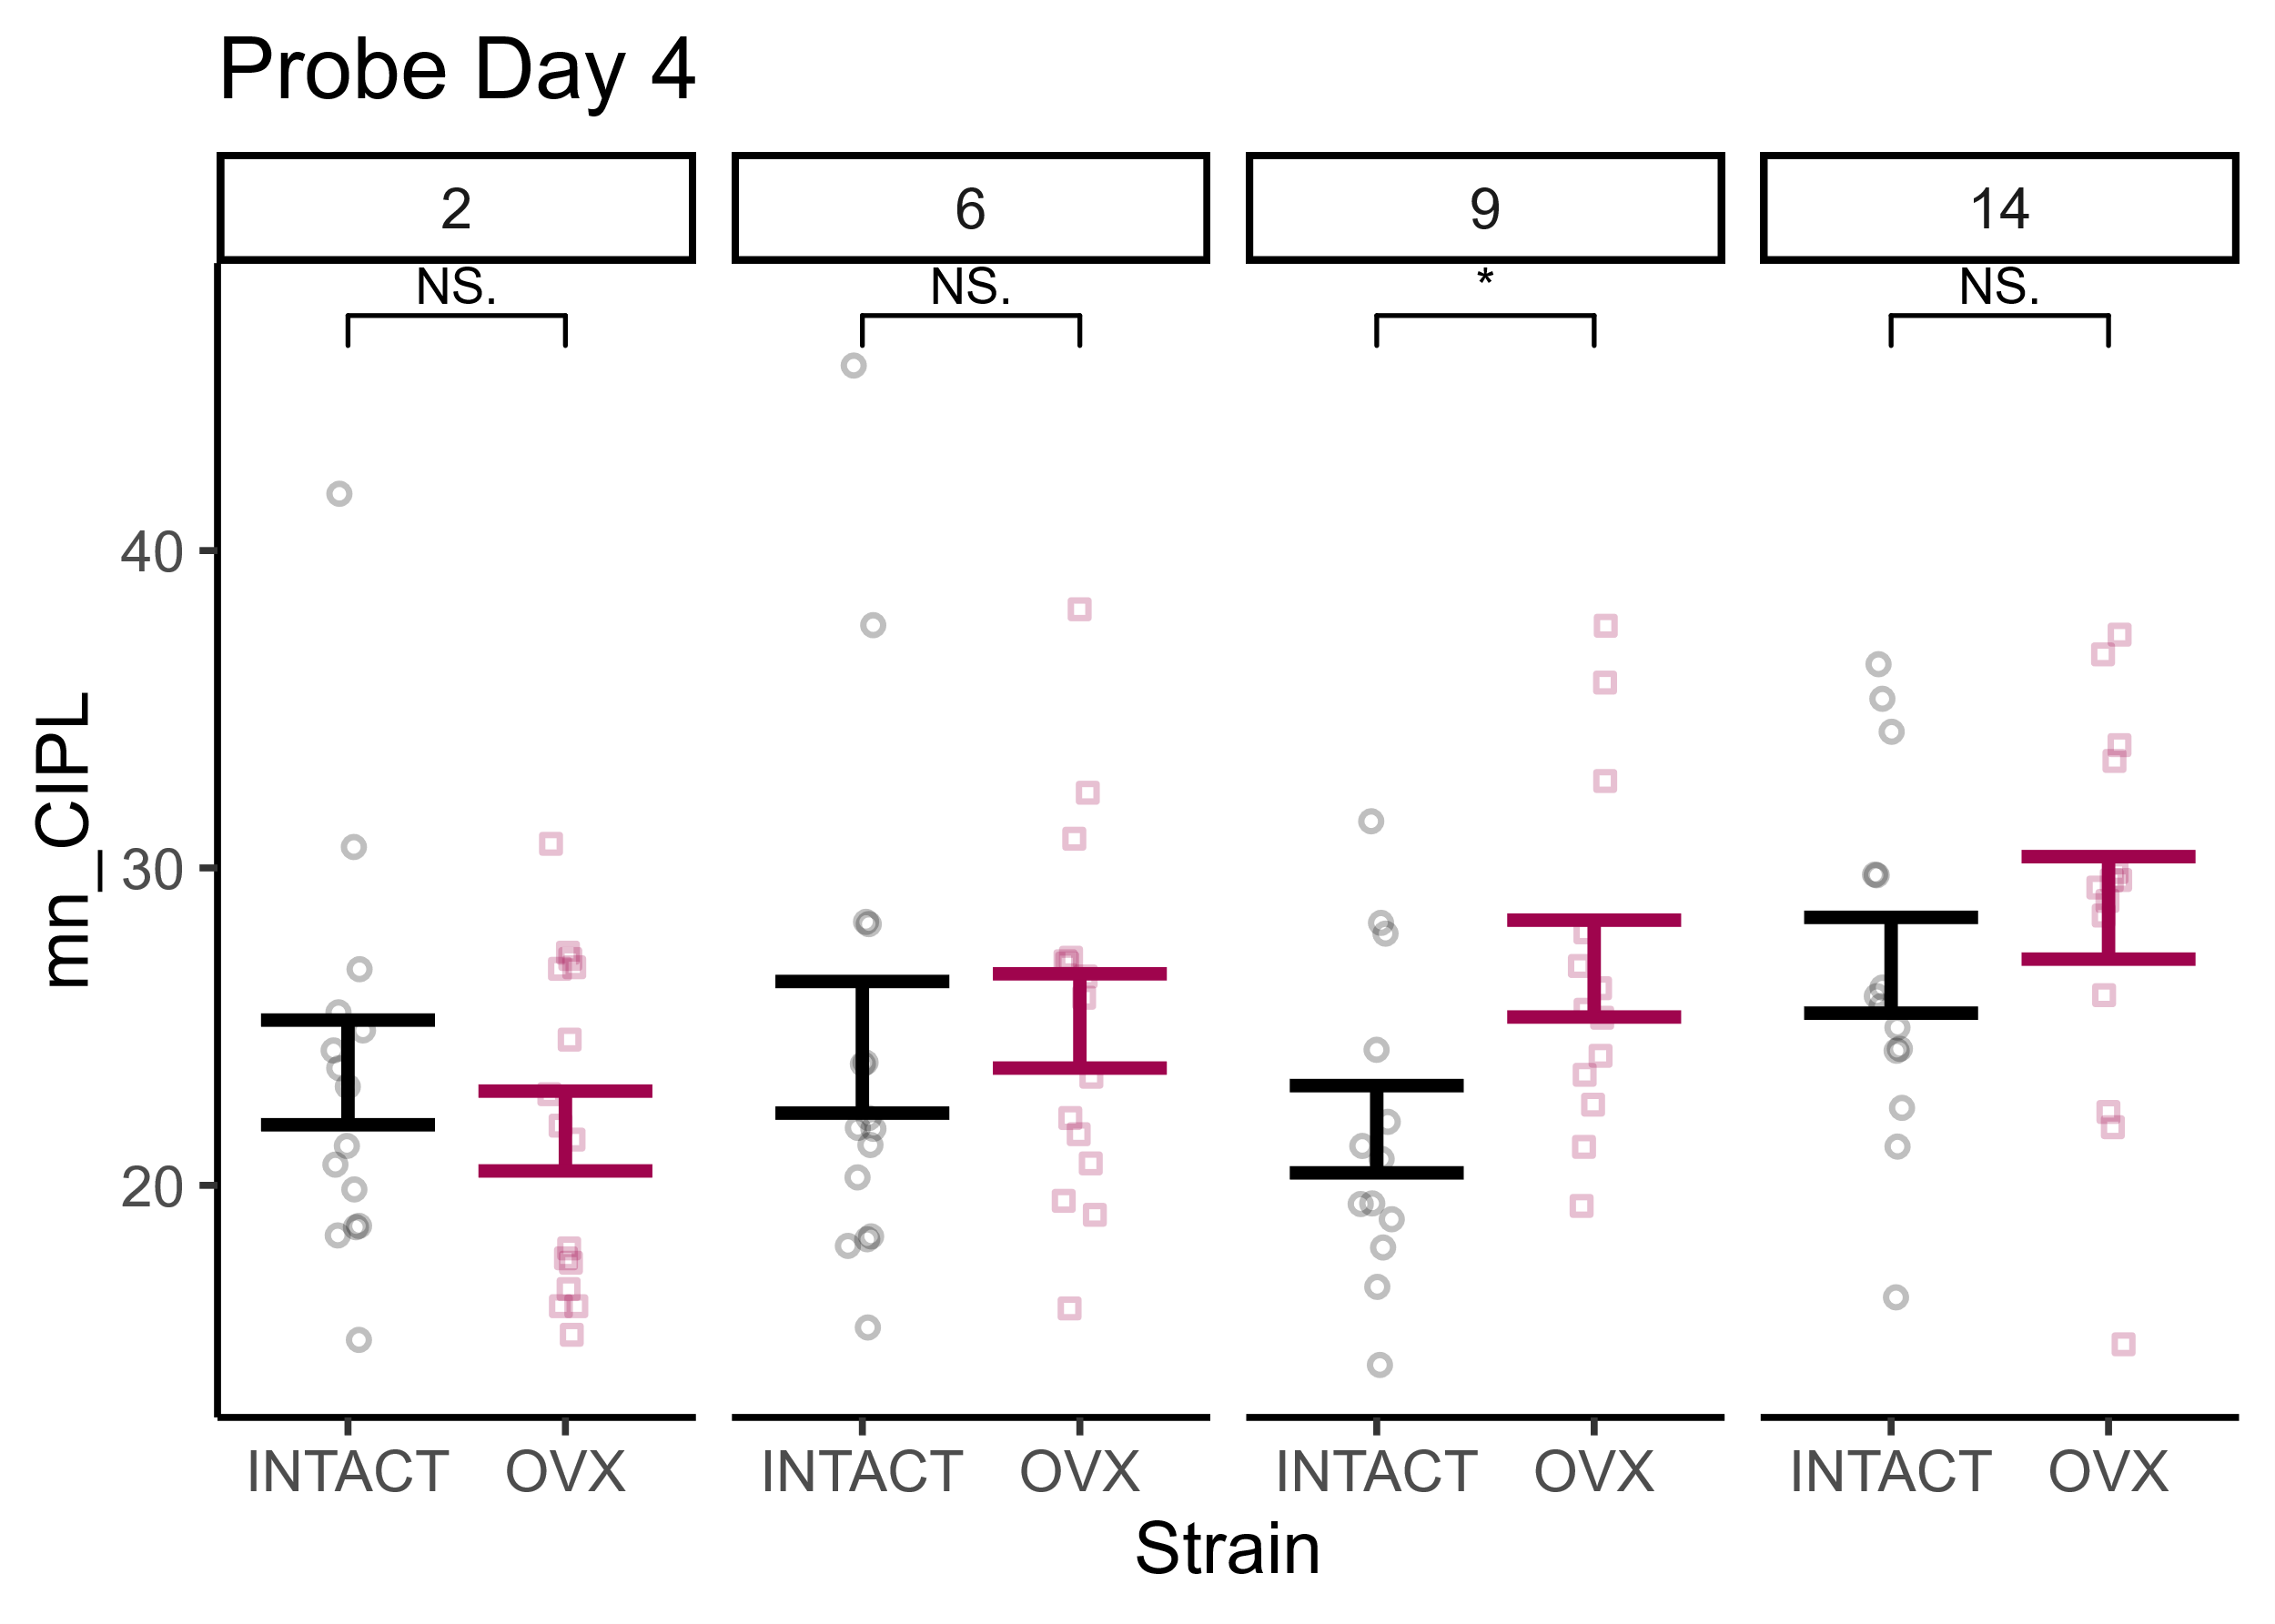 Probe Day 4
2 6 9 14
NS. NS. * NS.
40
30
20
mn_CIPL
INTACT OVX INTACT OVX INTACT OVX INTACT OVX
Strain